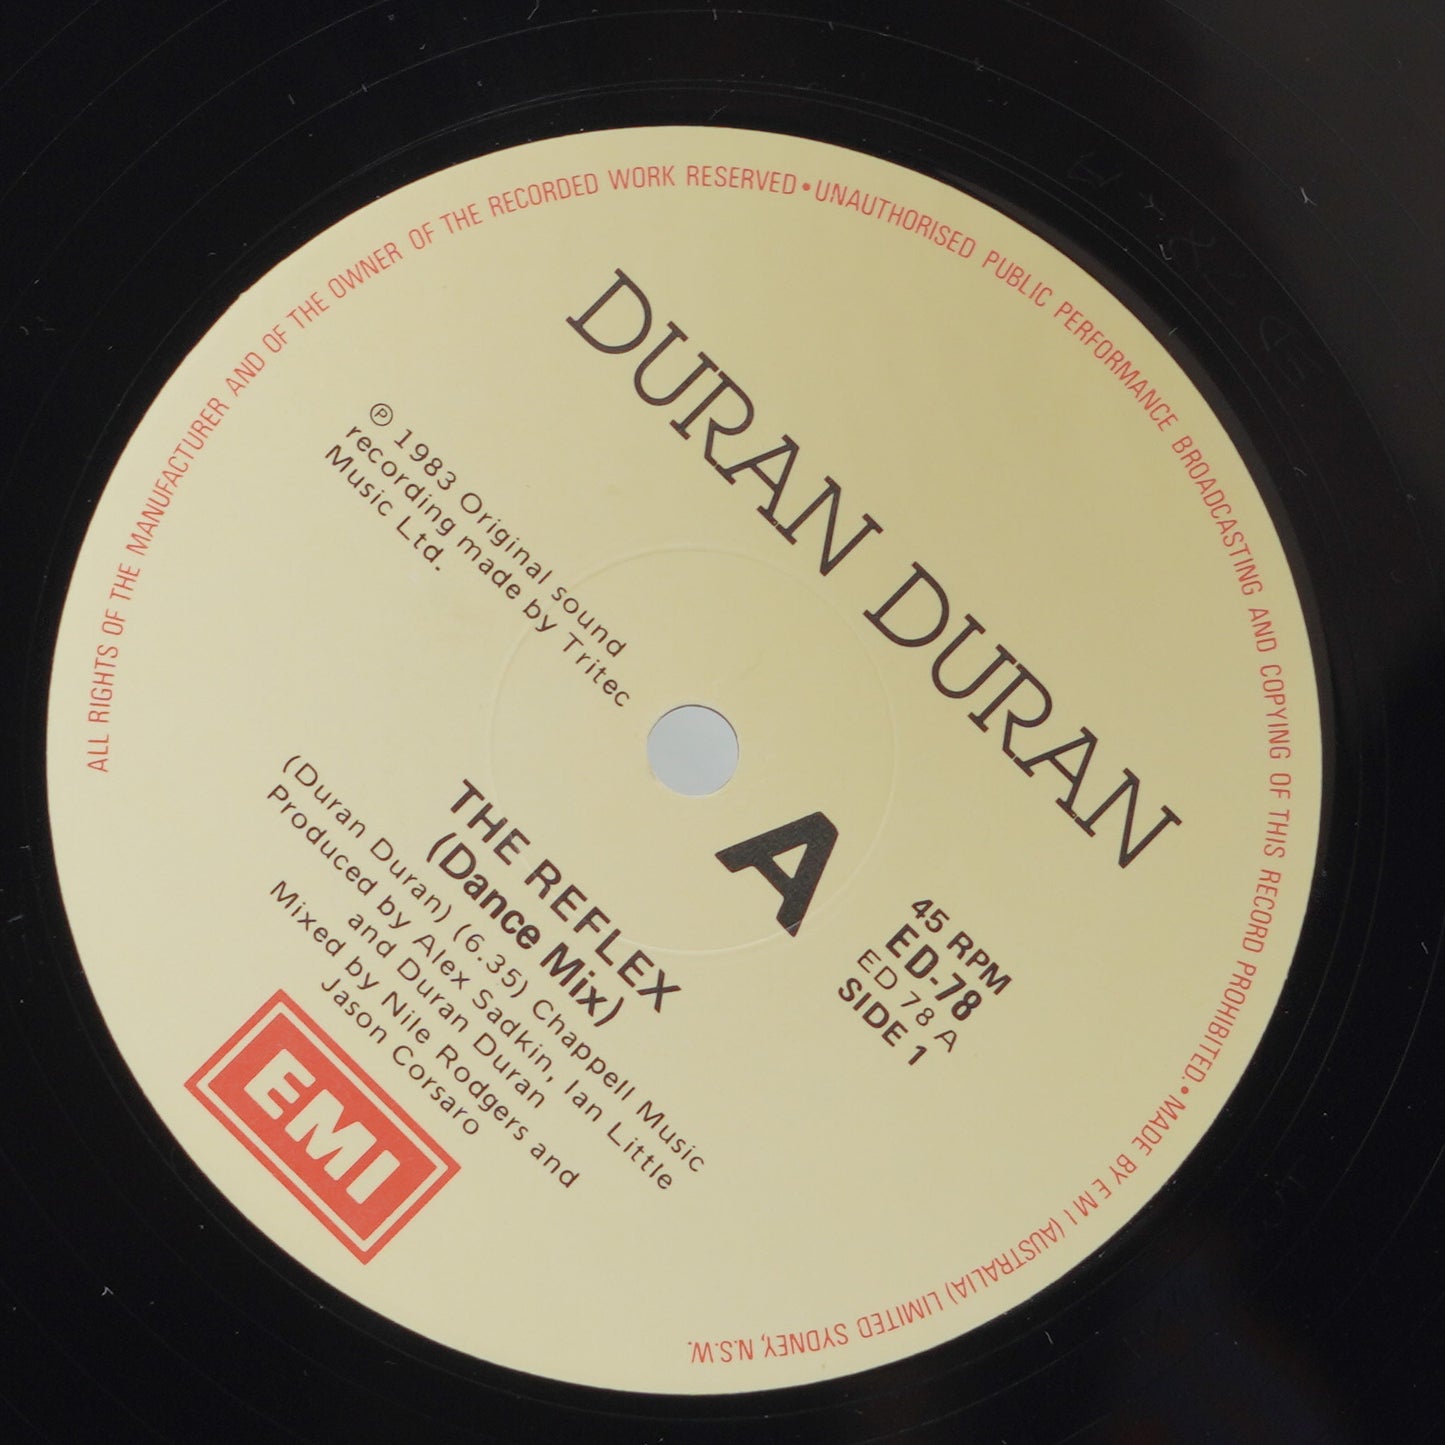 ALL RIGHTS OF THE MANUFACTURER AND OF THE OWNER OF THE RECORDED WORK RESERVED • UNAUTHORISED PUBLIC PERFORMANCE BROADCASTING AND COPYING OF THIS RECORD PROHIBITED. • MADE BY E M I (AUSTRALIA) LIMITED SYDNEY, N.S.W.
DURAN DURAN
℗ 1983 Original sound
recording made by Tritec
Music Ltd.
A
45 RPM
ED-78
ED 78 A
SIDE 1
THE REFLEX
(Dance Mix)
(Duran Duran) (6.35) Chappell Music
Produced by Alex Sadkin, Ian Little
and Duran Duran
Mixed by Nile Rodgers and
Jason Corsaro
EMI